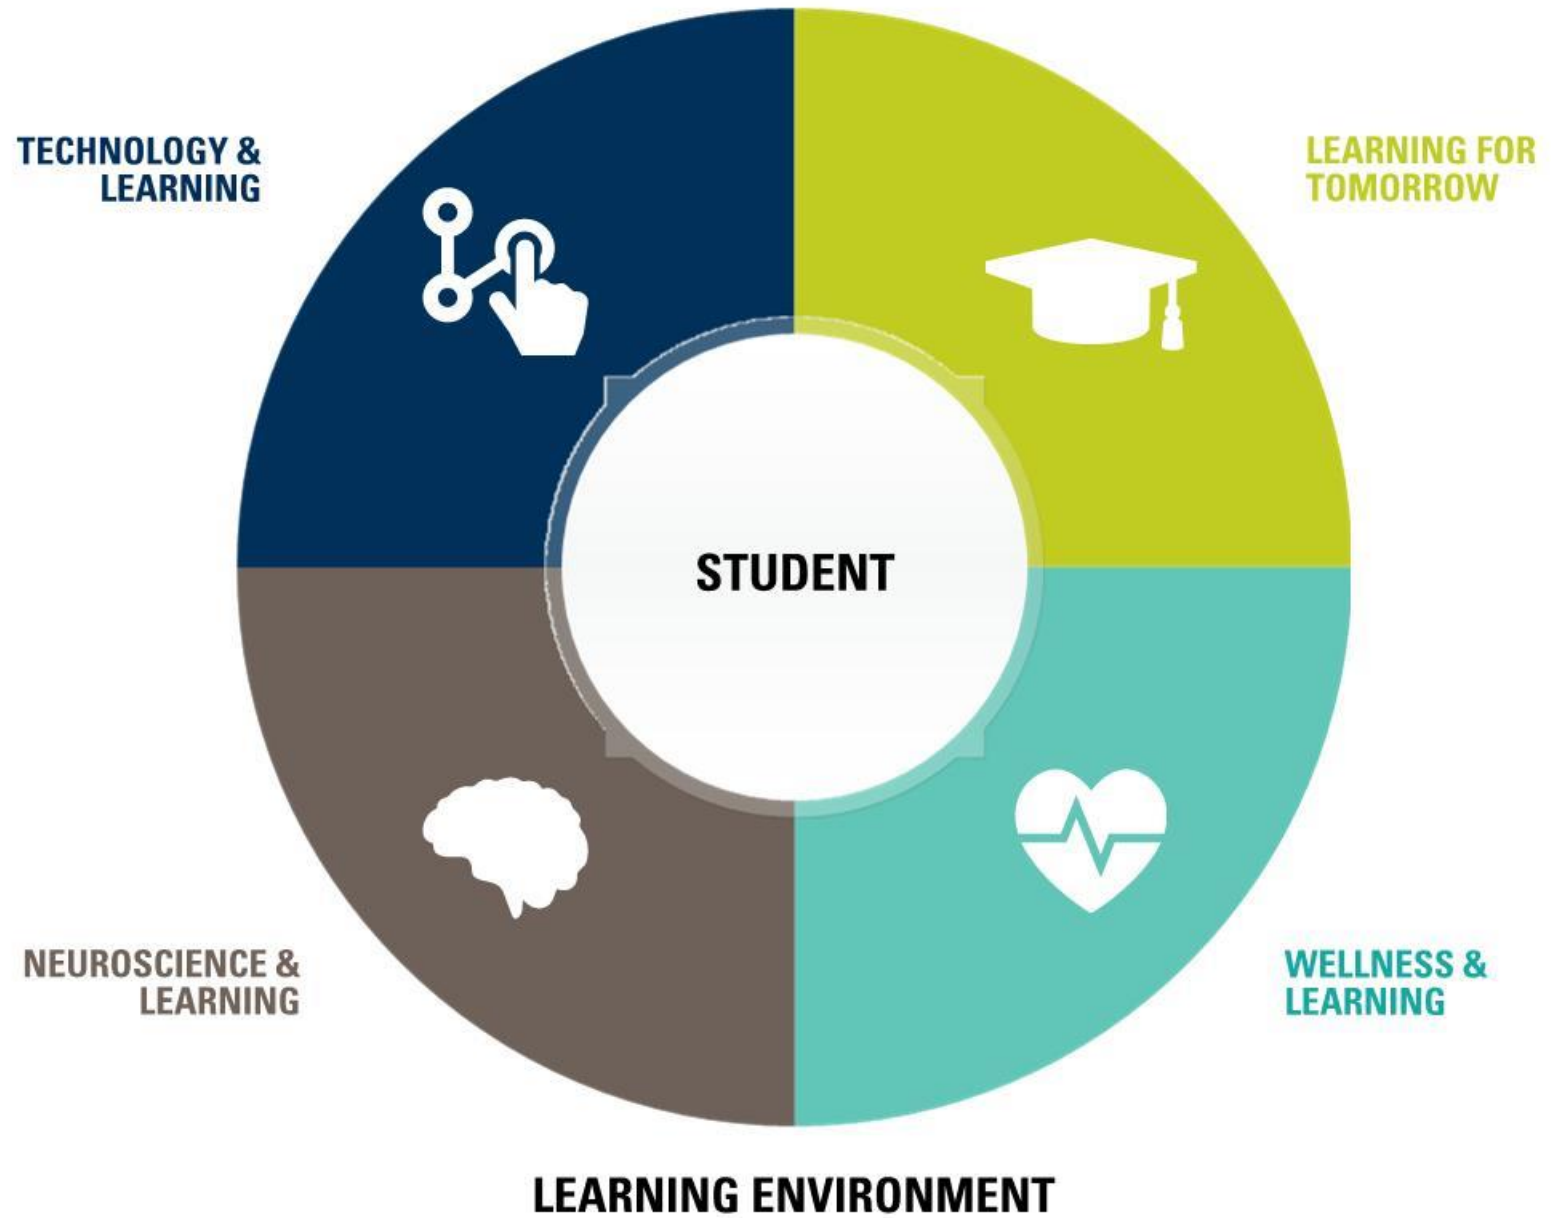 TECHNOLOGY &
LEARNING
LEARNING FOR
TOMORROW
STUDENT
NEUROSCIENCE &
LEARNING
WELLNESS &
LEARNING
LEARNING ENVIRONMENT